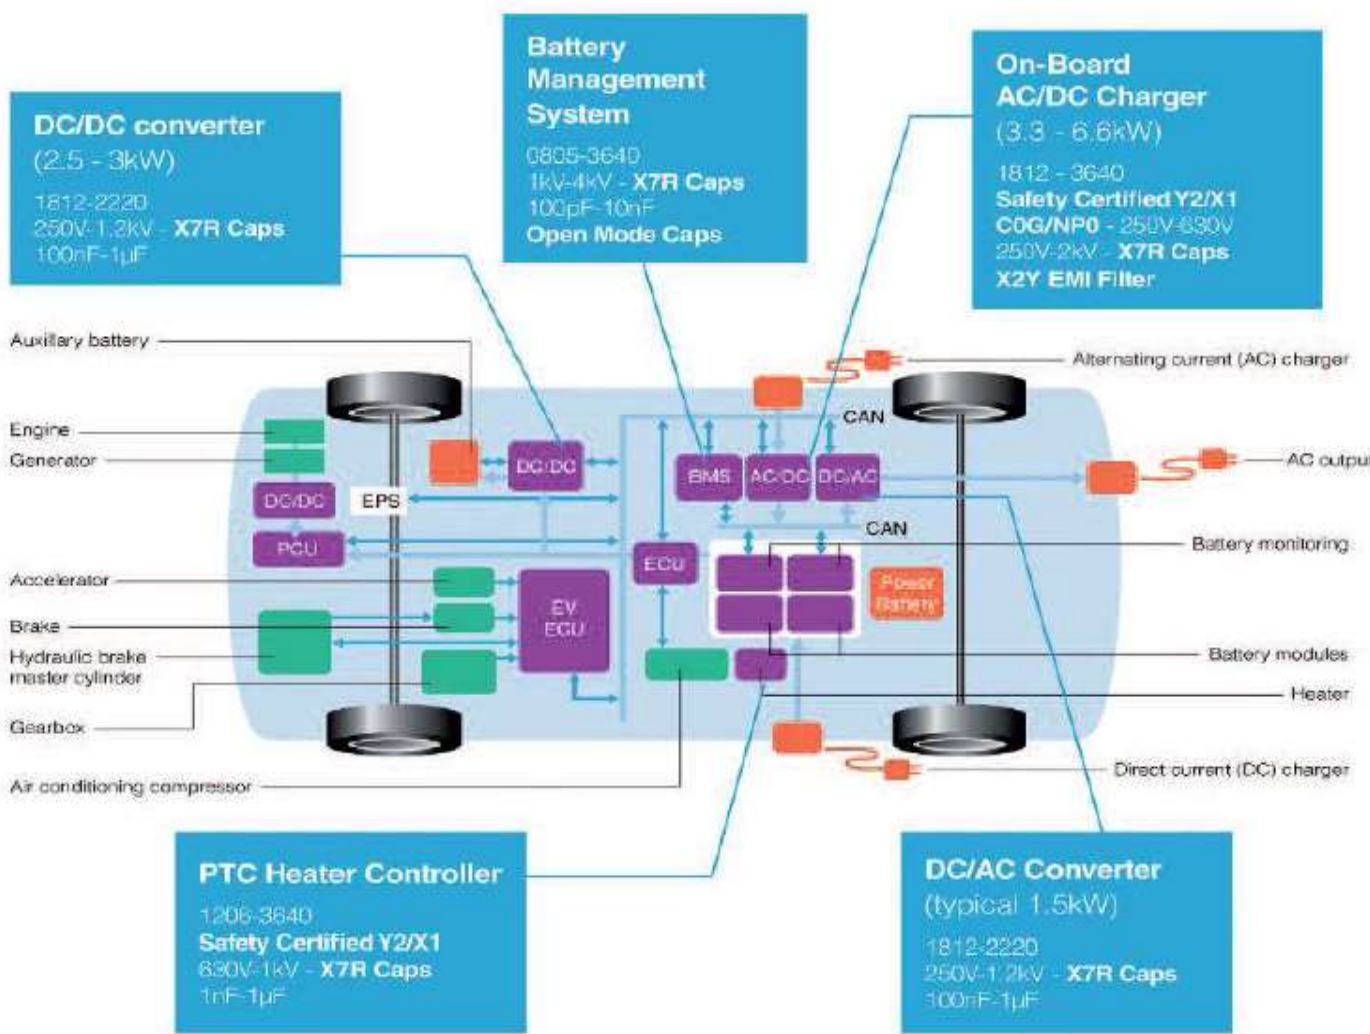 Battery
Management
System
0805-3640
1kV-4kV - X7R Caps
100pF-10nF
Open Mode Caps
On-Board
AC/DC Charger
(3.3 - 6.6kW)
1812 - 3640
Safety Certified Y2/X1
C0G/NP0 - 250V-630V
250V-2kV - X7R Caps
X2Y EMI Filter
DC/DC converter
(2.5 - 3kW)
1812-2220
250V-1.2kV - X7R Caps
100nF-1µF
Auxillary battery
Alternating current (AC) charger
Engine
Generator
CAN
DC/DC
BMS
AC/DC
DC/AC
AC output
DC/DC
EPS
CAN
PCU
ECU
Battery monitoring
Accelerator
Power
Battery
EV
ECU
Brake
Hydraulic brake
master cylinder
Battery modules
Heater
Gearbox
Direct current (DC) charger
Air conditioning compressor
PTC Heater Controller
1206-3640
Safety Certified Y2/X1
630V-1kV - X7R Caps
1nF-1µF
DC/AC Converter
(typical 1.5kW)
1812-2220
250V-1.2kV - X7R Caps
100nF-1µF